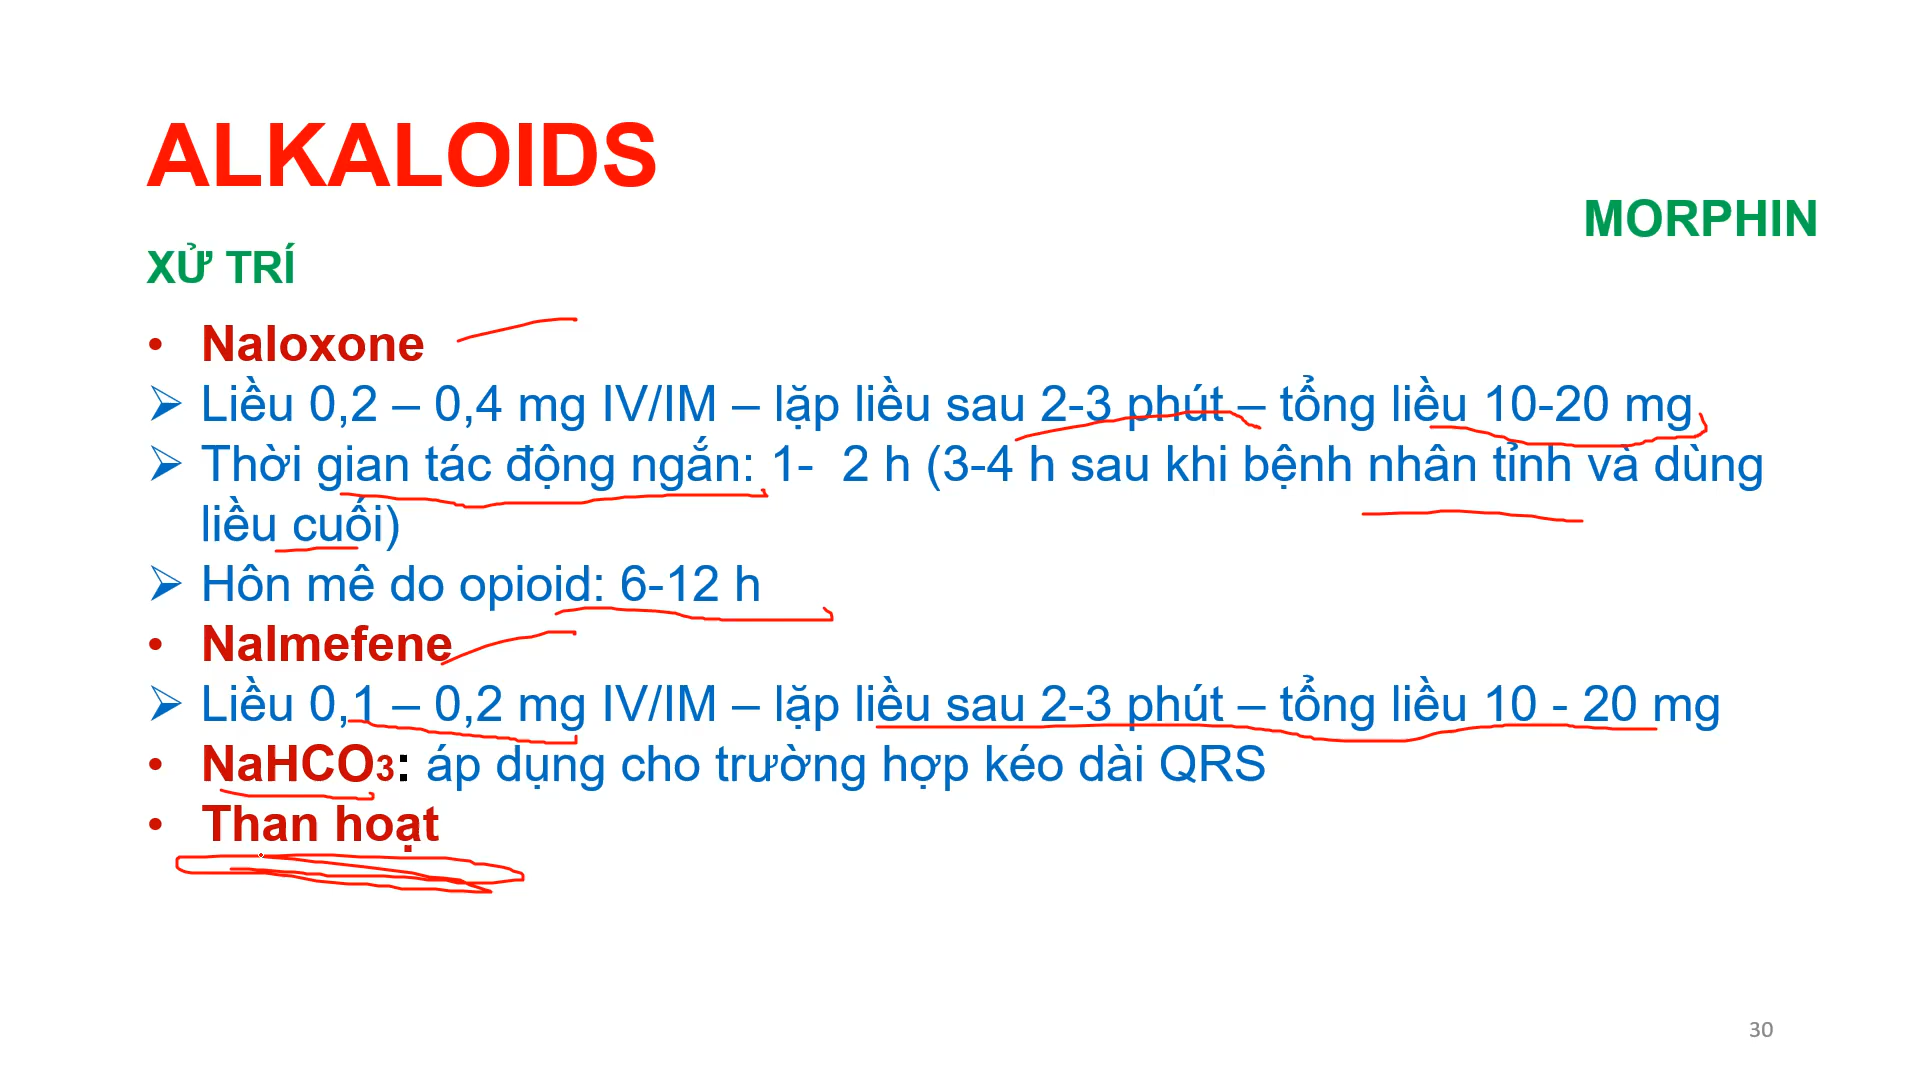 ALKALOIDS
MORPHIN
XỬ TRÍ
• Naloxone
➢ Liều 0,2 – 0,4 mg IV/IM – lặp liều sau 2-3 phút – tổng liều 10-20 mg
➢ Thời gian tác động ngắn: 1- 2 h (3-4 h sau khi bệnh nhân tỉnh và dùng
liều cuối)
➢ Hôn mê do opioid: 6-12 h
• Nalmefene
➢ Liều 0,1 – 0,2 mg IV/IM – lặp liều sau 2-3 phút – tổng liều 10 - 20 mg
• NaHCO3: áp dụng cho trường hợp kéo dài QRS
• Than hoạt
30